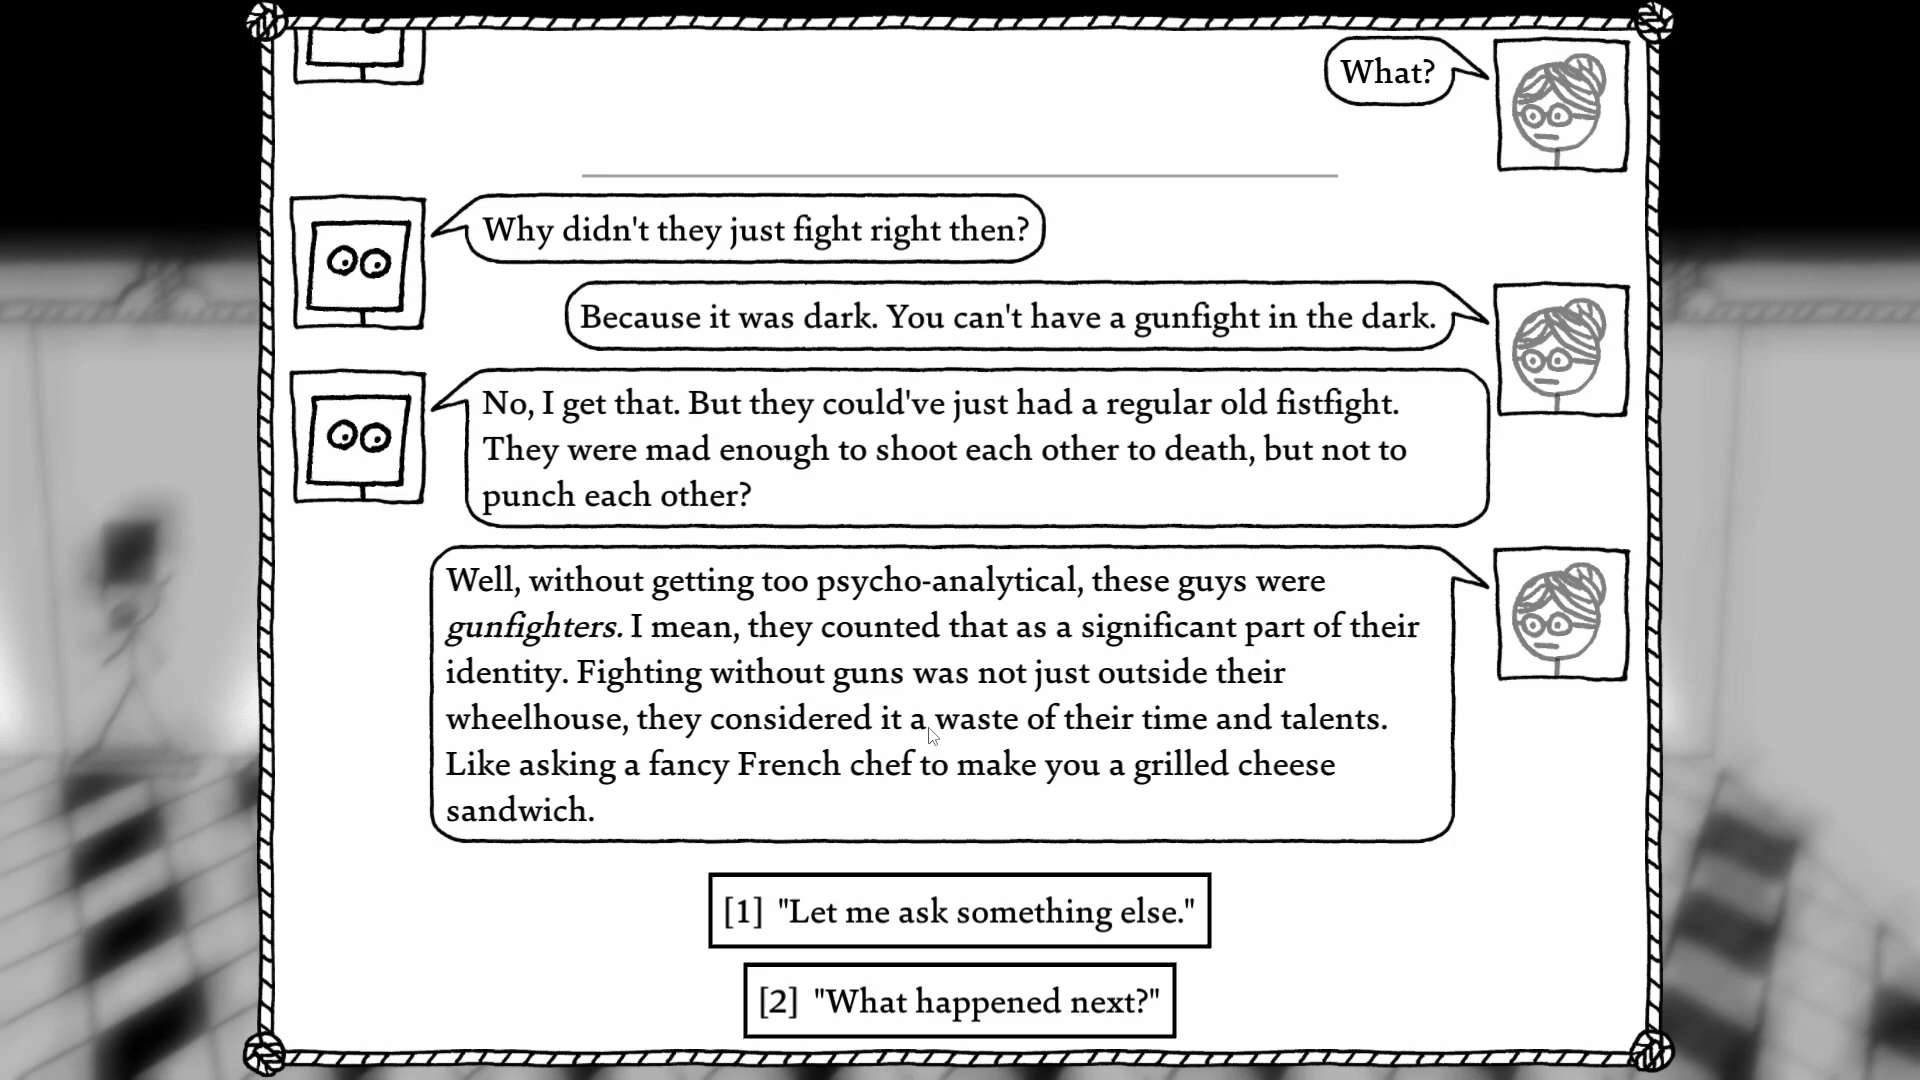 What?
Why didn't they just fight right then?
Because it was dark. You can't have a gunfight in the dark.
No, I get that. But they could've just had a regular old fistfight.
They were mad enough to shoot each other to death, but not to
punch each other?
Well, without getting too psycho-analytical, these guys were
gunfighters. I mean, they counted that as a significant part of their
identity. Fighting without guns was not just outside their
wheelhouse, they considered it a waste of their time and talents.
Like asking a fancy French chef to make you a grilled cheese
sandwich.
[1] "Let me ask something else."
[2] "What happened next?"